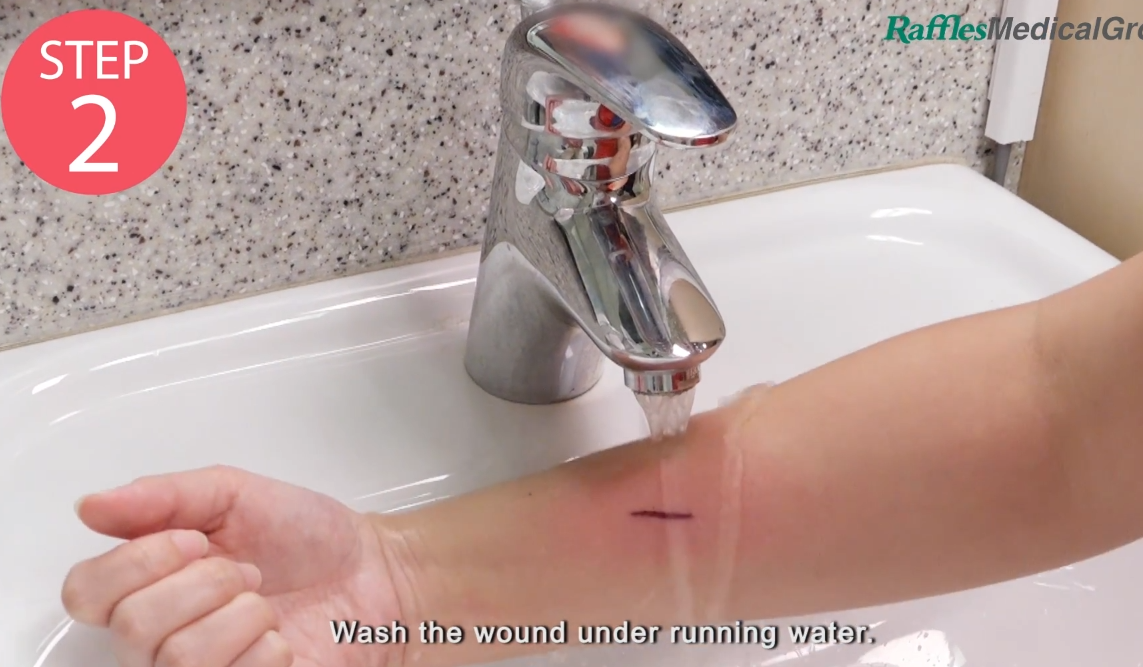 STEP
2
RafflesMedicalGro
Wash the wound under running water.